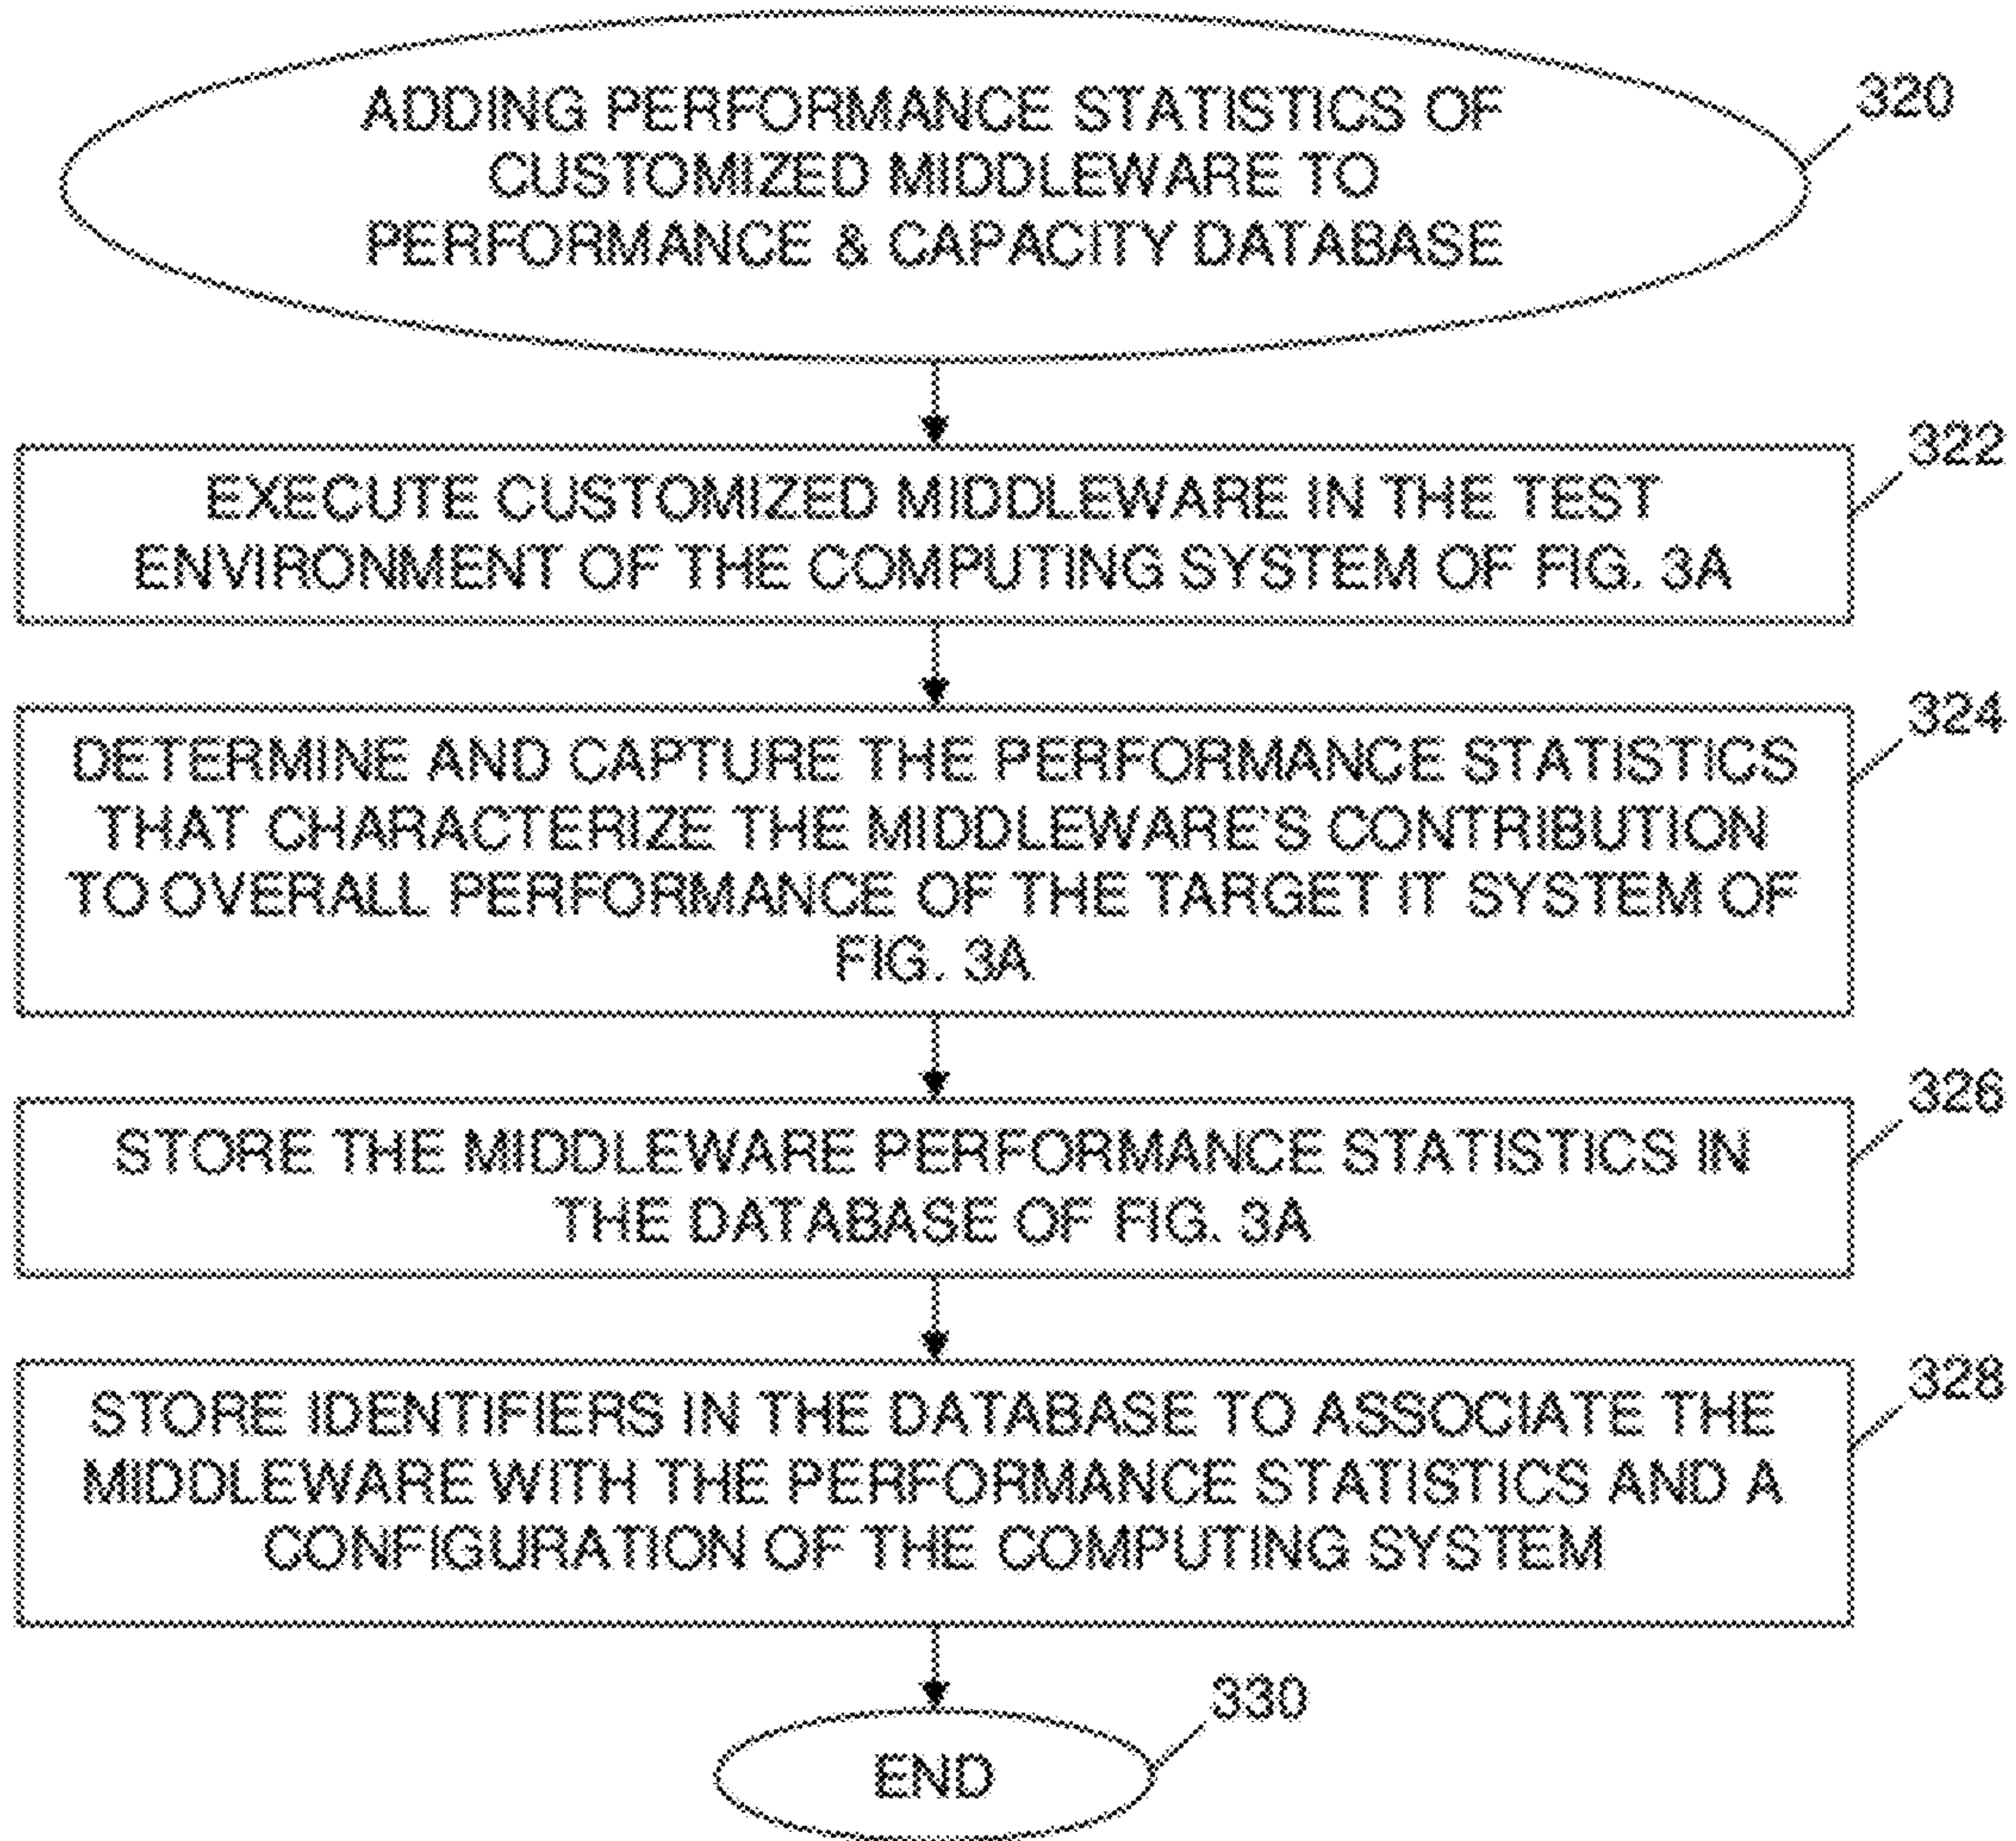 ADDING PERFORMANCE STATISTICS OF
CUSTOMIZED MIDDLEWARE TO
PERFORMANCE & CAPACITY DATABASE
320
EXECUTE CUSTOMIZED MIDDLEWARE IN THE TEST
ENVIRONMENT OF THE COMPUTING SYSTEM OF FIG. 3A
322
DETERMINE AND CAPTURE THE PERFORMANCE STATISTICS
THAT CHARACTERIZE THE MIDDLEWARE'S CONTRIBUTION
TO OVERALL PERFORMANCE OF THE TARGET IT SYSTEM OF
FIG. 3A
324
STORE THE MIDDLEWARE PERFORMANCE STATISTICS IN
THE DATABASE OF FIG. 3A
326
STORE IDENTIFIERS IN THE DATABASE TO ASSOCIATE THE
MIDDLEWARE WITH THE PERFORMANCE STATISTICS AND A
CONFIGURATION OF THE COMPUTING SYSTEM
328
END
330